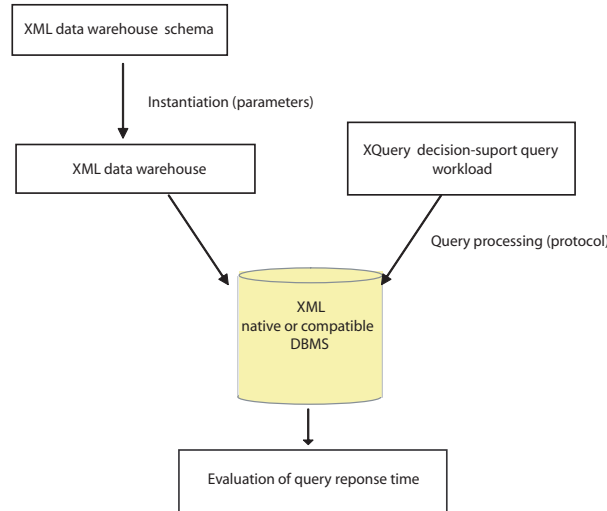 XML data warehouse schema
Instantiation (parameters)
XML data warehouse
XQuery decision-suport query
workload
Query processing (protocol)
XML
native or compatible
DBMS
Evaluation of query reponse time